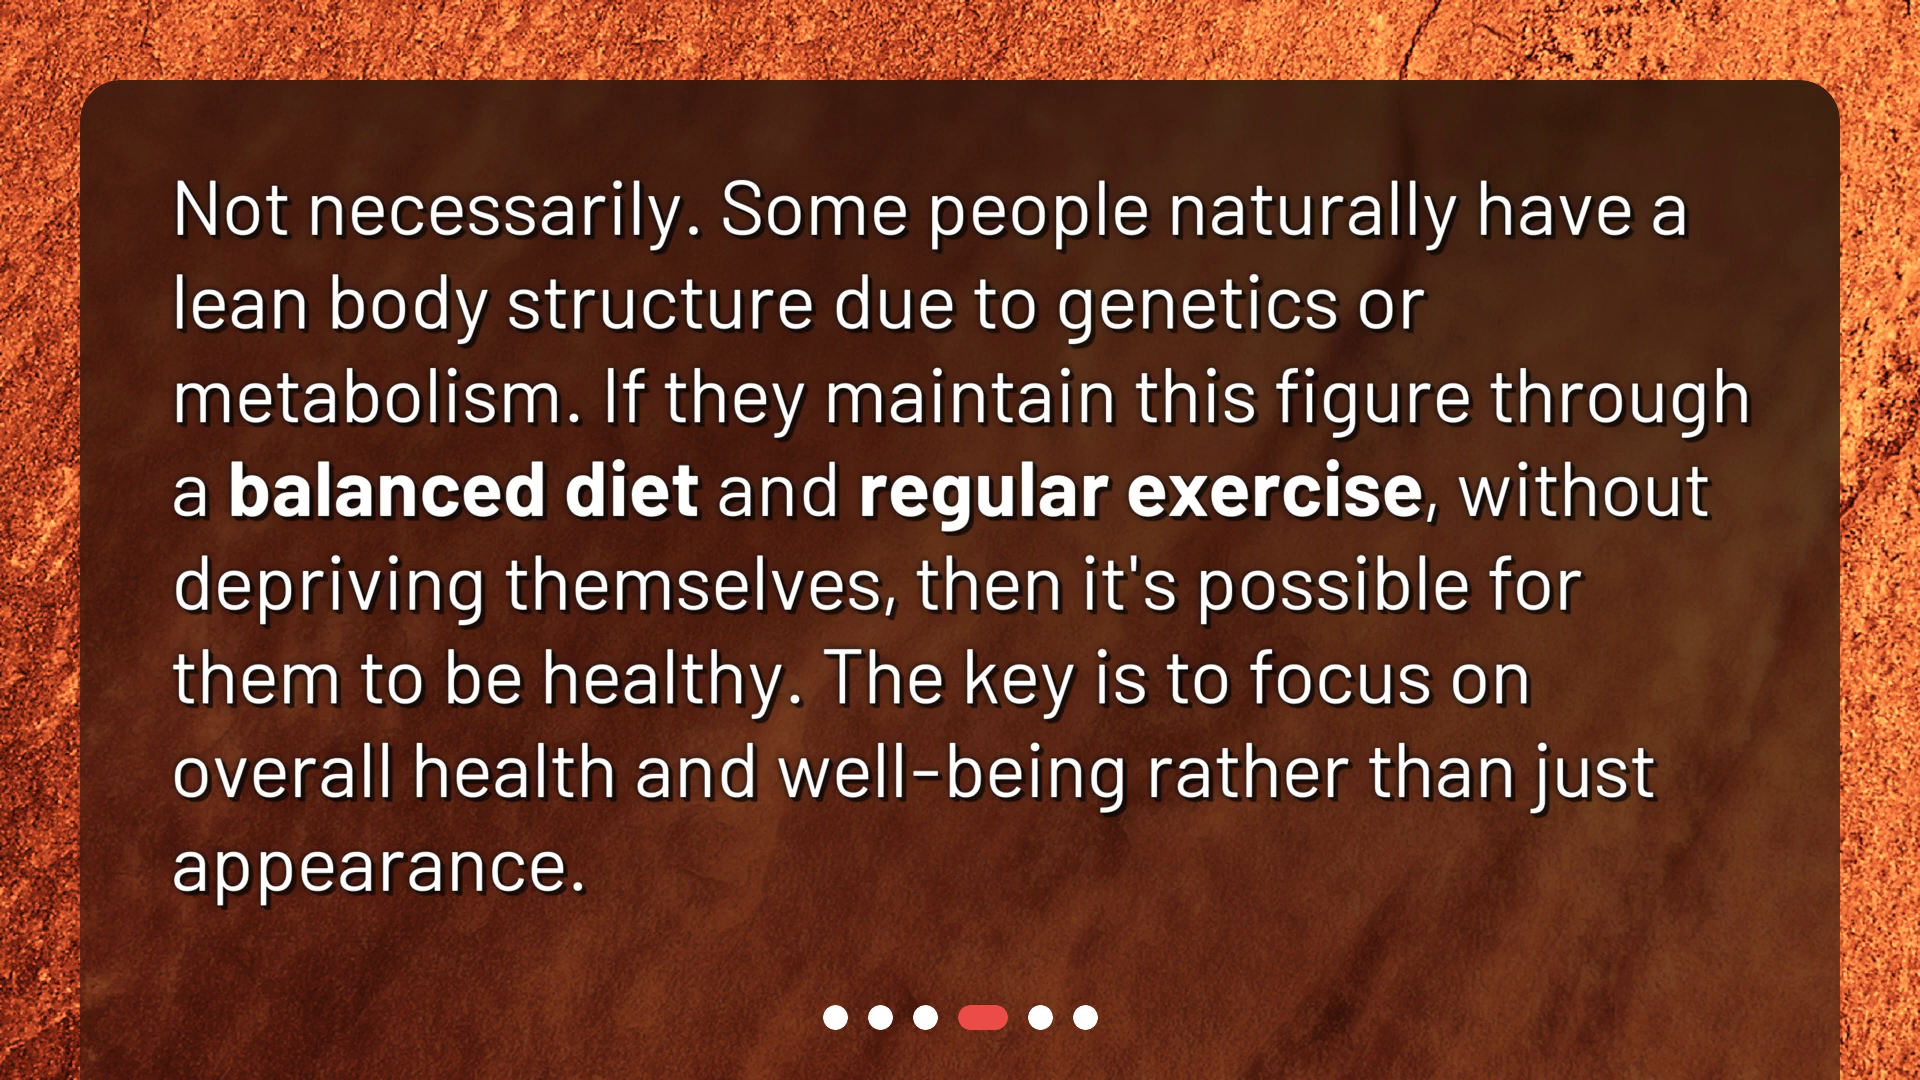 Not necessarily. Some people naturally have a
lean body structure due to genetics or
metabolism. If they maintain this figure through
a balanced diet and regular exercise, without
depriving themselves, then it's possible for
them to be healthy. The key is to focus on
overall health and well-being rather than just
appearance.